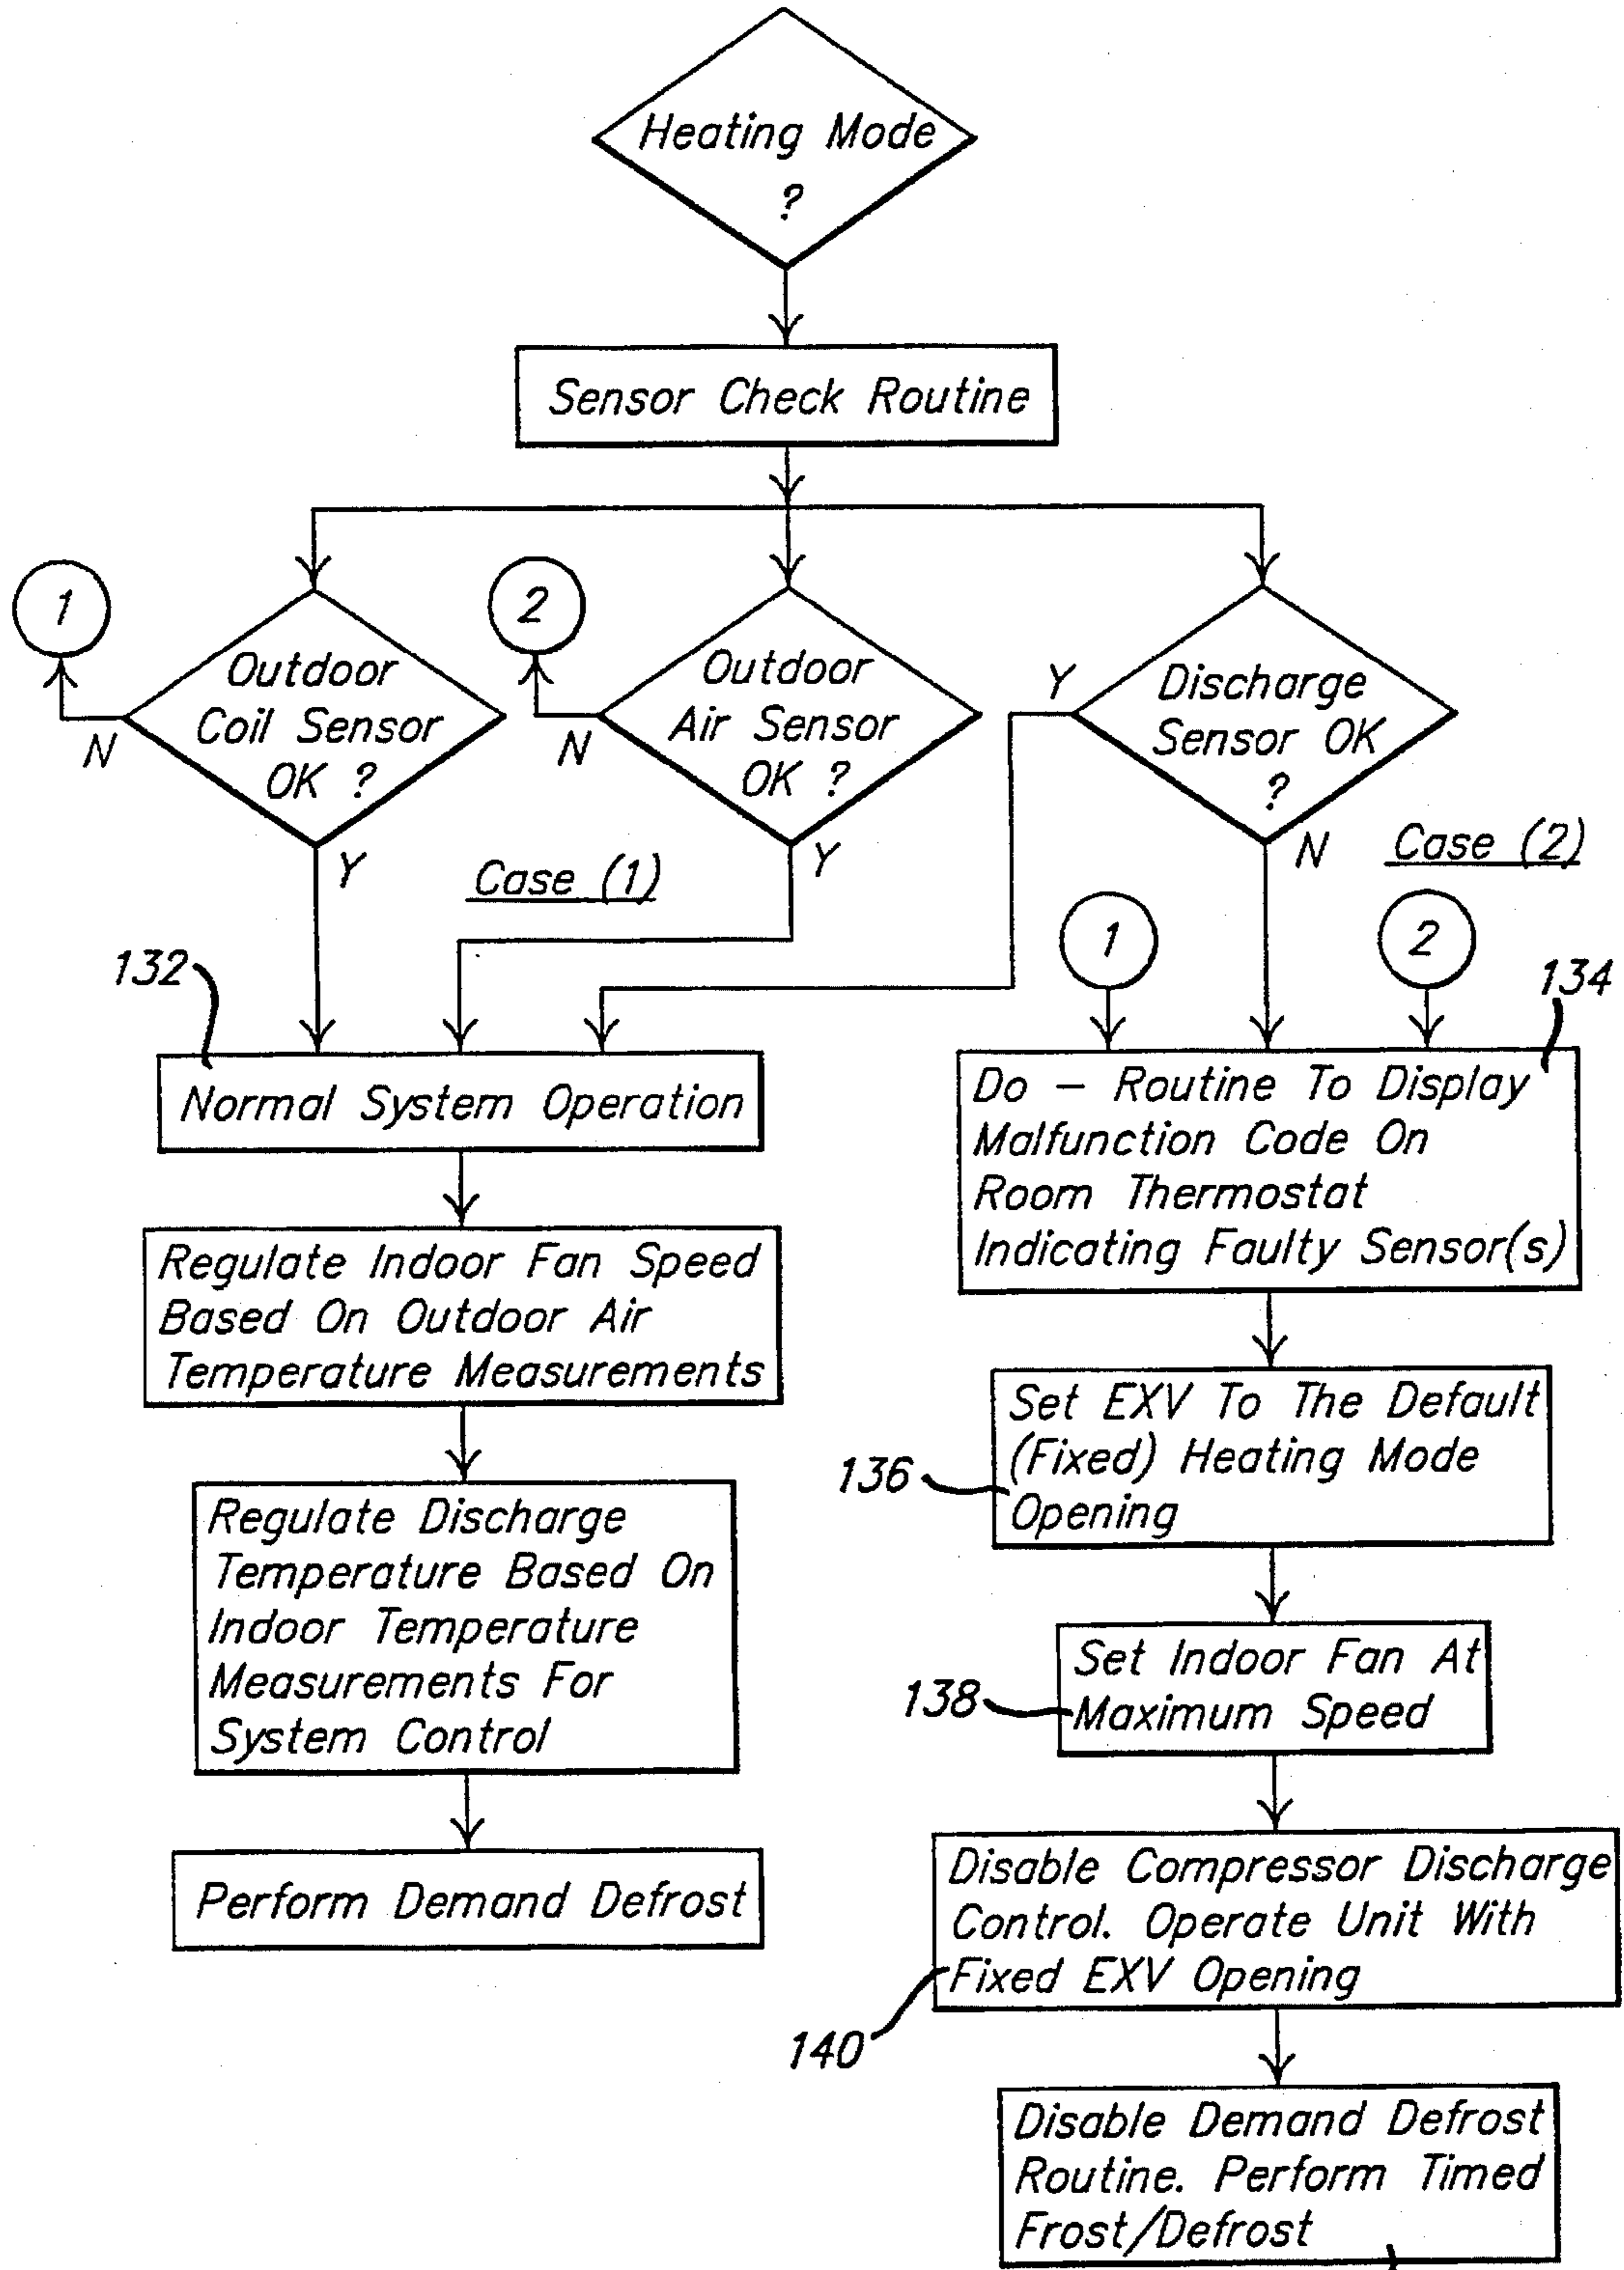 Heating Mode
?
Sensor Check Routine
1
2
Outdoor
Coil Sensor
OK ?
N
Y
Outdoor
Air Sensor
OK ?
N
Y
Y
Discharge
Sensor OK
?
N
Case (1)
Case (2)
1
2
132
134
Normal System Operation
Do – Routine To Display
Malfunction Code On
Room Thermostat
Indicating Faulty Sensor(s)
Regulate Indoor Fan Speed
Based On Outdoor Air
Temperature Measurements
136
Set EXV To The Default
(Fixed) Heating Mode
Opening
Regulate Discharge
Temperature Based On
Indoor Temperature
Measurements For
System Control
138
Set Indoor Fan At
Maximum Speed
Perform Demand Defrost
Disable Compressor Discharge
Control. Operate Unit With
Fixed EXV Opening
140
Disable Demand Defrost
Routine. Perform Timed
Frost/Defrost